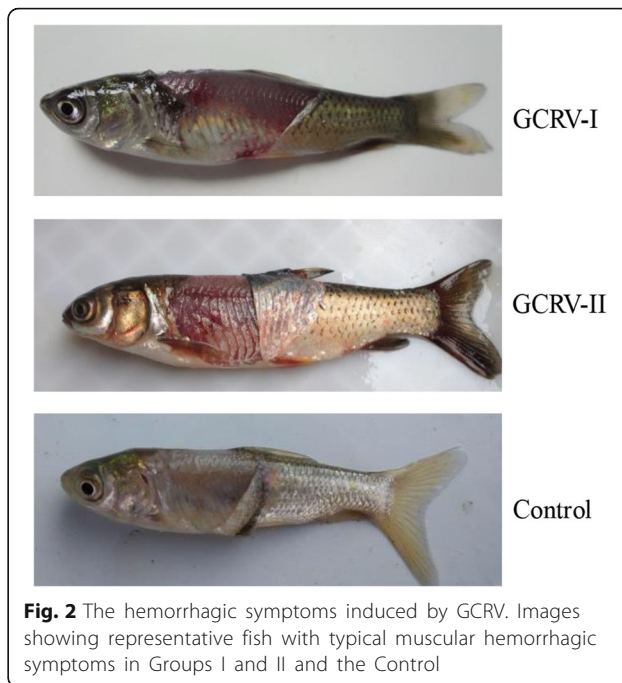 GCRV-I
GCRV-II
Control
Fig. 2 The hemorrhagic symptoms induced by GCRV. Images
showing representative fish with typical muscular hemorrhagic
symptoms in Groups I and II and the Control